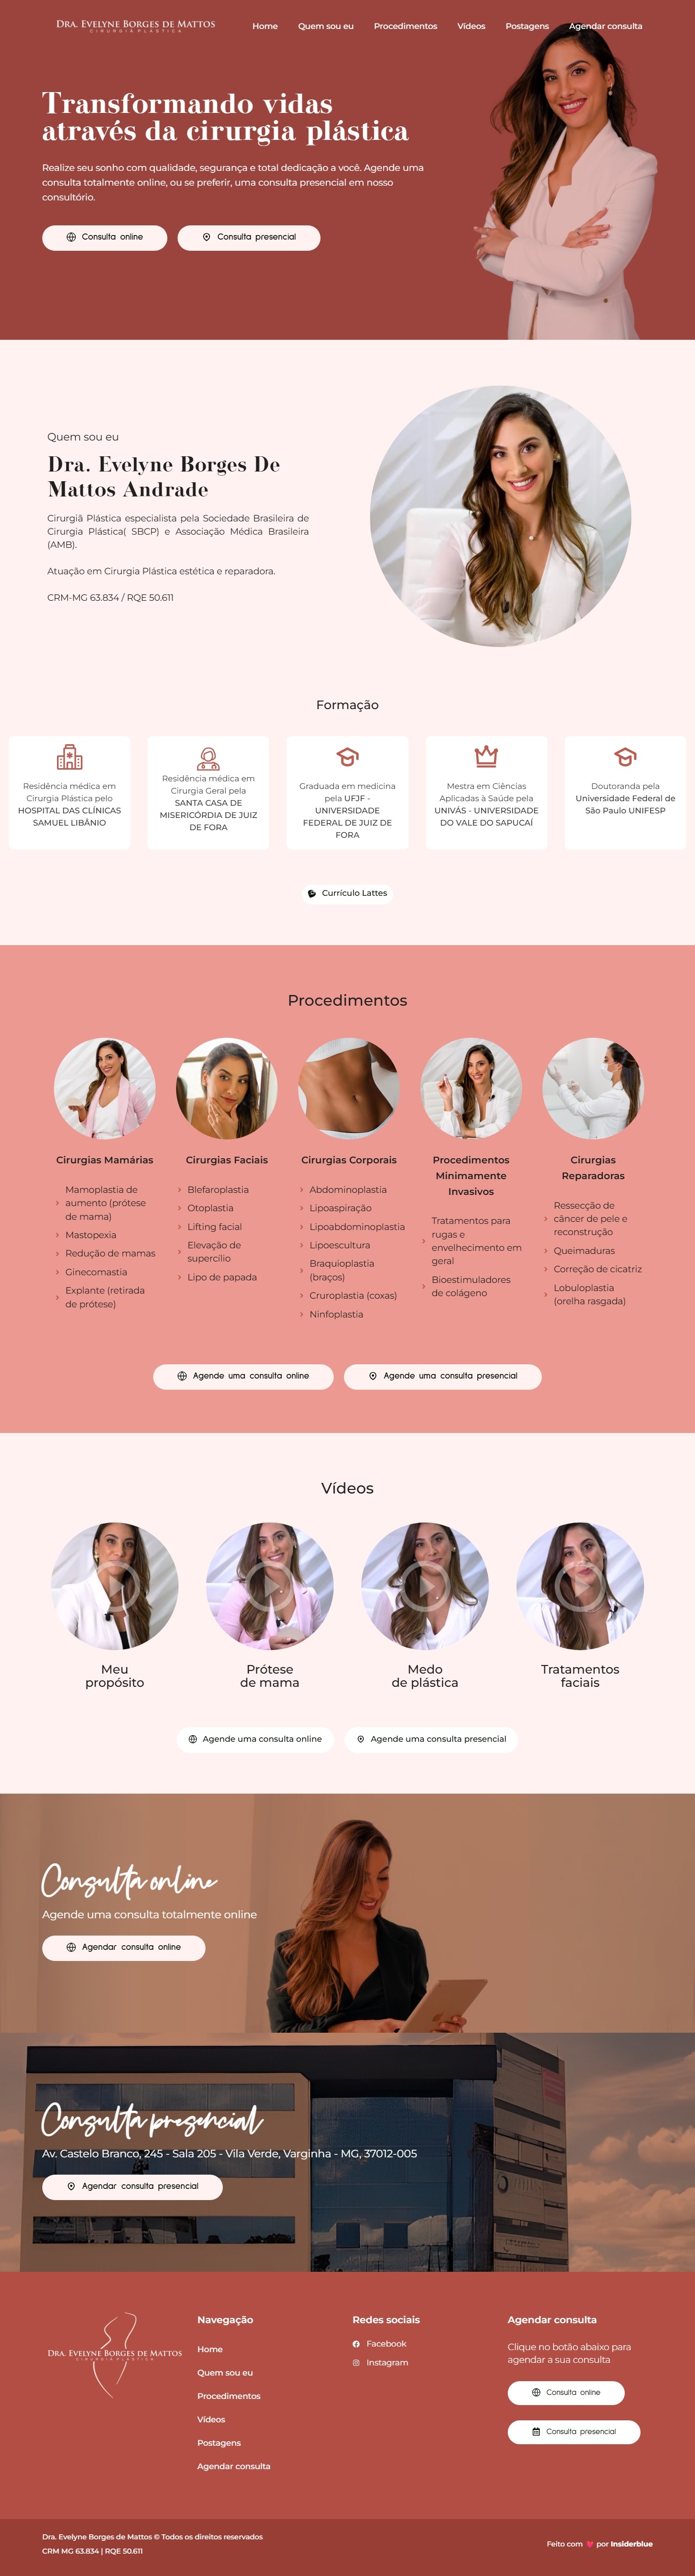 DRA. EVELYNE BORGES DE MATTOS
CIRURGIÃ PLÁSTICA
Home Quem sou eu Procedimentos Vídeos Postagens Agendar consulta
Transformando vidas
através da cirurgia plástica
Realize seu sonho com qualidade, segurança e total dedicação a você. Agende uma
consulta totalmente online, ou se preferir, uma consulta presencial em nosso
consultório.
Consulta online Consulta presencial
Quem sou eu
Dra. Evelyne Borges De
Mattos Andrade
Cirurgiã Plástica especialista pela Sociedade Brasileira de
Cirurgia Plástica( SBCP) e Associação Médica Brasileira
(AMB).
Atuação em Cirurgia Plástica estética e reparadora.
CRM-MG 63.834 / RQE 50.611
Formação
Residência médica em
Cirurgia Plástica pelo
HOSPITAL DAS CLÍNICAS
SAMUEL LIBÂNIO
Residência médica em
Cirurgia Geral pela
SANTA CASA DE
MISERICÓRDIA DE JUIZ
DE FORA
Graduada em medicina
pela UFJF -
UNIVERSIDADE
FEDERAL DE JUIZ DE
FORA
Mestra em Ciências
Aplicadas à Saúde pela
UNIVÁS - UNIVERSIDADE
DO VALE DO SAPUCAÍ
Doutoranda pela
Universidade Federal de
São Paulo UNIFESP
Currículo Lattes
Procedimentos
Cirurgias Mamárias
Mamoplastia de
aumento (prótese
de mama)
Mastopexia
Redução de mamas
Ginecomastia
Explante (retirada
de prótese)
Cirurgias Faciais
Blefaroplastia
Otoplastia
Lifting facial
Elevação de
supercílio
Lipo de papada
Cirurgias Corporais
Abdominoplastia
Lipoaspiração
Lipoabdominoplastia
Lipoescultura
Braquioplastia
(braços)
Cruroplastia (coxas)
Ninfoplastia
Procedimentos
Minimamente
Invasivos
Tratamentos para
rugas e
envelhecimento em
geral
Bioestimuladores
de colágeno
Cirurgias
Reparadoras
Ressecção de
câncer de pele e
reconstrução
Queimaduras
Correção de cicatriz
Lobuloplastia
(orelha rasgada)
Agende uma consulta online Agende uma consulta presencial
Vídeos
Meu
propósito
Prótese
de mama
Medo
de plástica
Tratamentos
faciais
Agende uma consulta online Agende uma consulta presencial
Consulta online
Agende uma consulta totalmente online
Agendar consulta online
Consulta presencial
Av. Castelo Branco, 245 - Sala 205 - Vila Verde, Varginha - MG, 37012-005
Agendar consulta presencial
DRA. EVELYNE BORGES DE MATTOS
CIRURGIÃ PLÁSTICA
Navegação
Home
Quem sou eu
Procedimentos
Vídeos
Postagens
Agendar consulta
Redes sociais
Facebook
Instagram
Agendar consulta
Clique no botão abaixo para
agendar a sua consulta
Consulta online
Consulta presencial
Dra. Evelyne Borges de Mattos © Todos os direitos reservados
CRM MG 63.834 | RQE 50.611
Feito com ❤ por Insiderblue